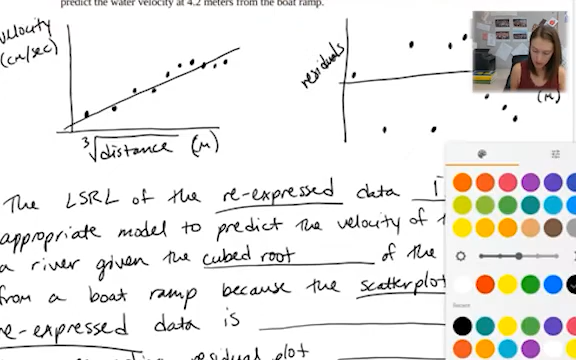 predict the water velocity at 4.2 meters from the boat ramp.
velocity
(cm/sec)
residuals
(M)
3√distance (M)
The LSRL of the re-expressed data
appropriate model to predict the velocity of
a river given the cubed root of the
from a boat ramp because the scatterplot
re-expressed data is
residual plot